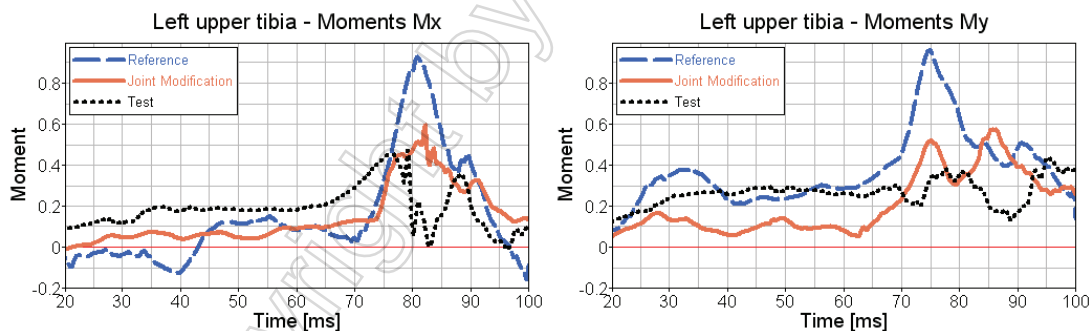 Left upper tibia - Moments Mx
Moment
0.8
0.6
0.4
0.2
0
-0.2
Reference
Joint Modification
Test
20 30 40 50 60 70 80 90 100
Time [ms]
Left upper tibia - Moments My
Moment
0.8
0.6
0.4
0.2
0
-0.2
Reference
Joint Modification
Test
20 30 40 50 60 70 80 90 100
Time [ms]
wright by